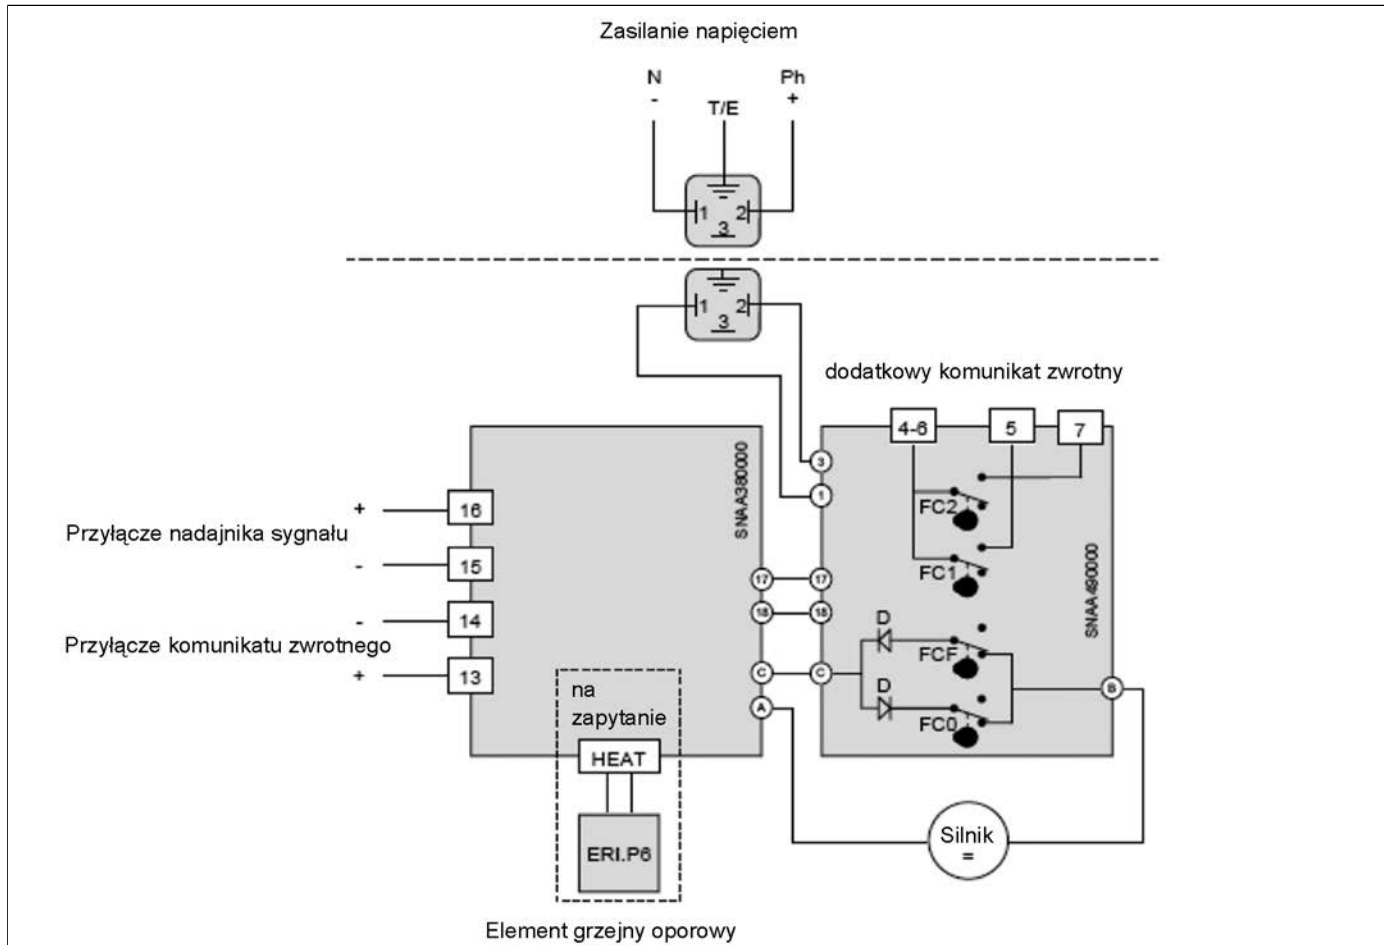 Zasilanie napięciem
N
-
Ph
+
T/E
1 2
3
1 2
3
dodatkowy komunikat zwrotny
4-6
5
7
SNAA380000
3
1
FC2
FC1
SNAA490000
+
16
Przyłącze nadajnika sygnału
-
15
-
14
Przyłącze komunikatu zwrotnego
+
13
17
17
18
18
C
C
A
D
FCF
D
FC0
B
na
zapytanie
HEAT
ERI.P6
Silnik
=
Element grzejny oporowy